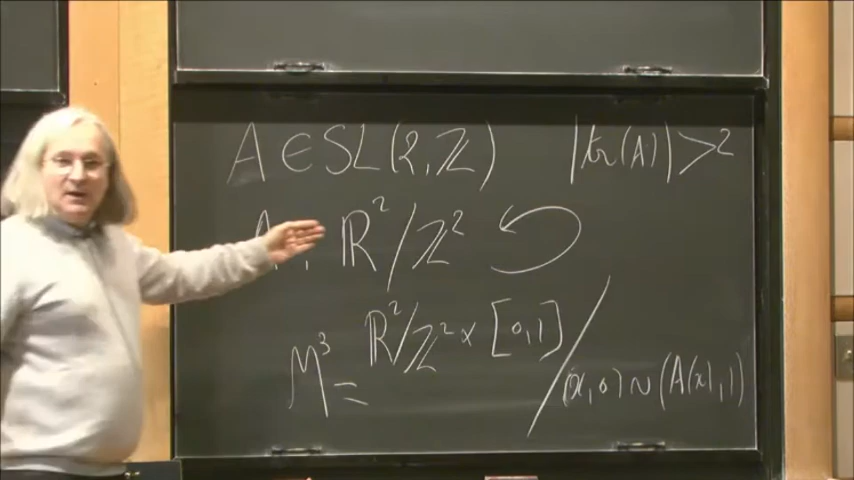 A ∈ SL(2,ℤ) |tr(A)|>2
A: ℝ²/ℤ²
M³ = ℝ²/ℤ² × [0,1] / (x,0) ~ (A(x),1)